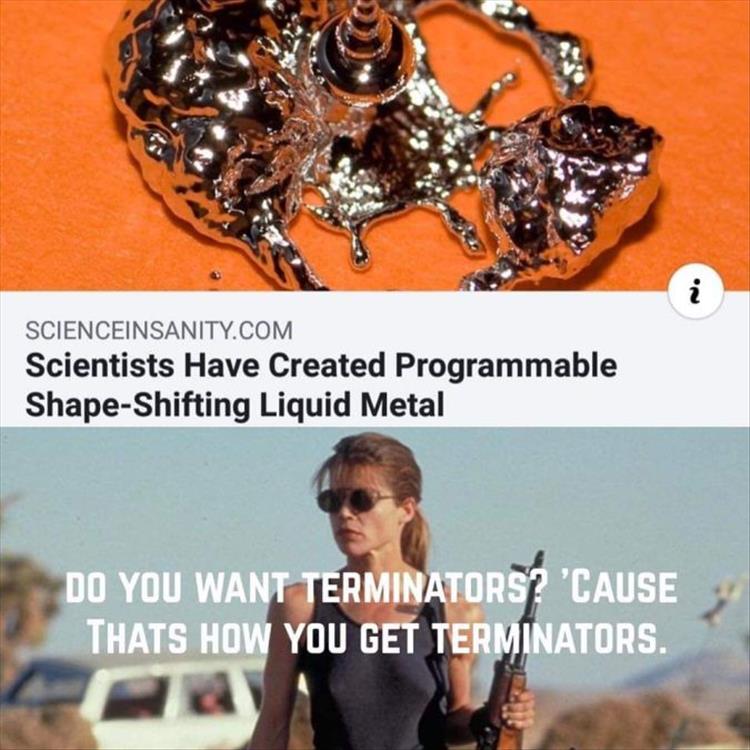 i
SCIENCEINSANITY.COM
Scientists Have Created Programmable
Shape-Shifting Liquid Metal
DO YOU WANT TERMINATORS? 'CAUSE
THATS HOW YOU GET TERMINATORS.